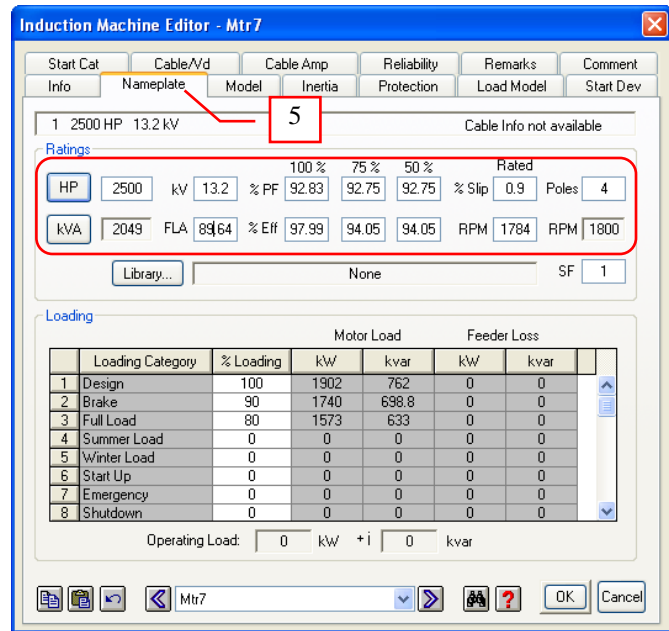 Induction Machine Editor - Mtr7
Start Cat Cable/Vd Cable Amp Reliability Remarks Comment
Info Nameplate Model Inertia Protection Load Model Start Dev
5
1 2500 HP 13.2 kV Cable Info not available
Ratings
100 % 75 % 50 % Rated
HP 2500 kV 13.2 % PF 92.83 92.75 92.75 % Slip 0.9 Poles 4
kVA 2049 FLA 89.64 % Eff 97.99 94.05 94.05 RPM 1784 RPM 1800
Library... None SF 1
Loading
Motor Load Feeder Loss
Loading Category % Loading kW kvar kW kvar
1 Design 100 1902 762 0 0
2 Brake 90 1740 698.8 0 0
3 Full Load 80 1573 633 0 0
4 Summer Load 0 0 0 0 0
5 Winter Load 0 0 0 0 0
6 Start Up 0 0 0 0 0
7 Emergency 0 0 0 0 0
8 Shutdown 0 0 0 0 0
Operating Load: 0 kW + i 0 kvar
Mtr7 ? OK Cancel